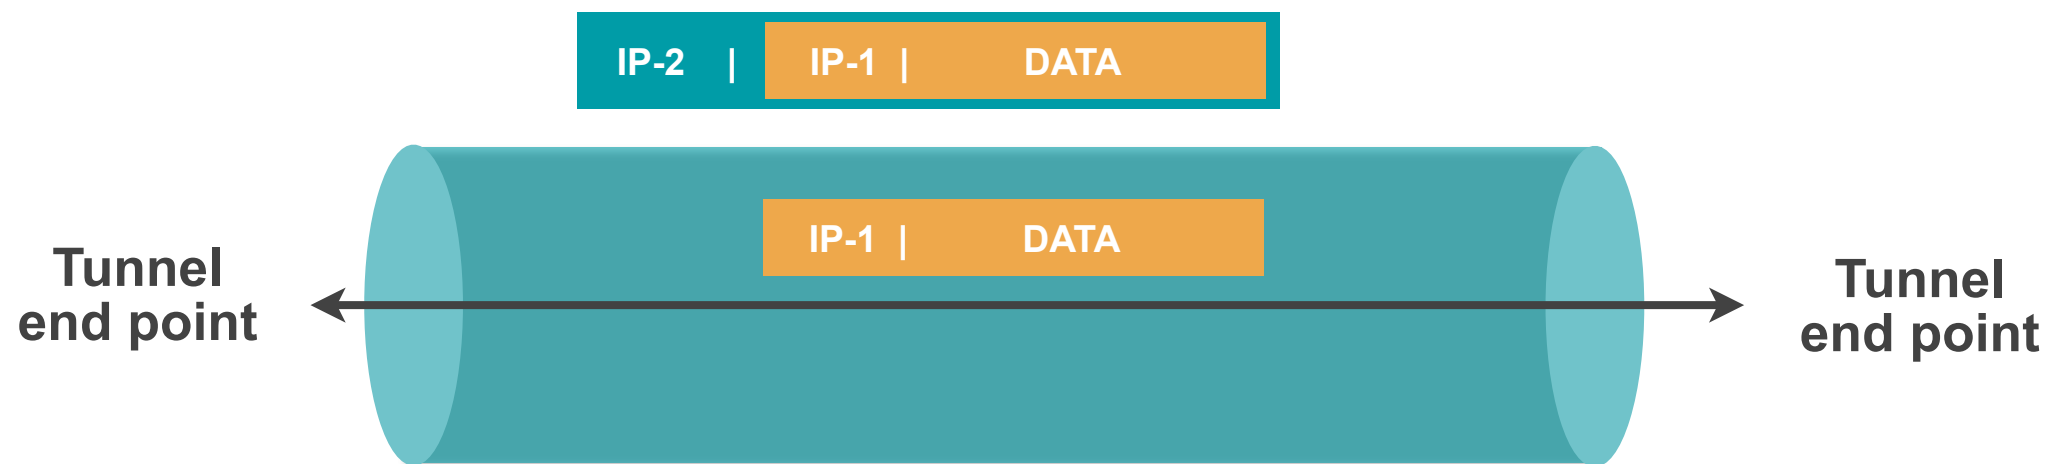 IP-2 | IP-1 | DATA
IP-1 | DATA
Tunnel
end point
Tunnel
end point